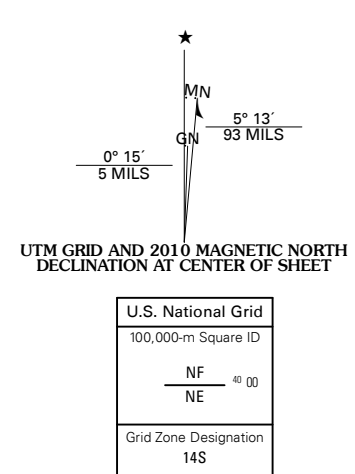 ★
MN
5° 13´
GN
93 MILS
0° 15´
5 MILS
UTM GRID AND 2010 MAGNETIC NORTH
DECLINATION AT CENTER OF SHEET
U.S. National Grid
100,000-m Square ID
NF
40 00
NE
Grid Zone Designation
14S